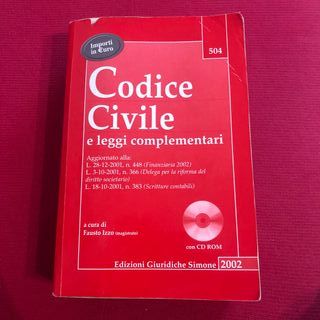 Importi
in Euro
504
Codice
Civile
e leggi complementari
Aggiornato alla:
L. 28-12-2001, n. 448 (Finanziaria 2002)
L. 3-10-2001, n. 366 (Delega per la riforma del
diritto societario)
L. 18-10-2001, n. 383 (Scritture contabili)
a cura di
Fausto Izzo (magistrato)
con CD ROM
Edizioni Giuridiche Simone 2002